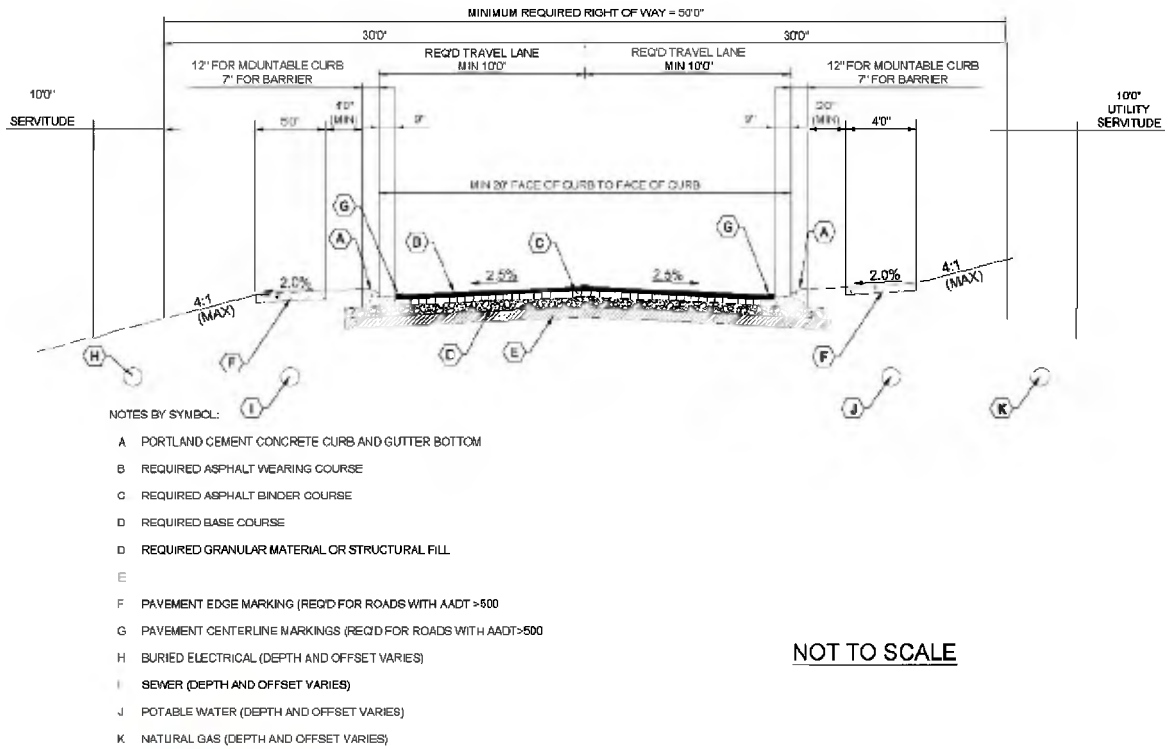 MINIMUM REQUIRED RIGHT OF WAY = 50'0"
30'0"
30'0"
REQ'D TRAVEL LANE
MIN 10'0"
REQ'D TRAVEL LANE
MIN 10'0"
12" FOR MOUNTABLE CURB
7" FOR BARRIER
12" FOR MOUNTABLE CURB
7" FOR BARRIER
10'0"
SERVITUDE
10'0"
UTILITY
SERVITUDE
(MIN)
9"
9"
(MIN)
4'0"
MIN 20' FACE OF CURB TO FACE OF CURB
G
A
B
C
G
A
4:1
(MAX)
2.0%
2.5%
2.5%
2.0%
4:1
(MAX)
H
F
D
E
F
I
J
K
NOTES BY SYMBOL:
A PORTLAND CEMENT CONCRETE CURB AND GUTTER BOTTOM
B REQUIRED ASPHALT WEARING COURSE
C REQUIRED ASPHALT BINDER COURSE
D REQUIRED BASE COURSE
D REQUIRED GRANULAR MATERIAL OR STRUCTURAL FILL
E
F PAVEMENT EDGE MARKING (REQ'D FOR ROADS WITH AADT >500
G PAVEMENT CENTERLINE MARKINGS (REQ'D FOR ROADS WITH AADT>500
H BURIED ELECTRICAL (DEPTH AND OFFSET VARIES)
I SEWER (DEPTH AND OFFSET VARIES)
J POTABLE WATER (DEPTH AND OFFSET VARIES)
K NATURAL GAS (DEPTH AND OFFSET VARIES)
NOT TO SCALE